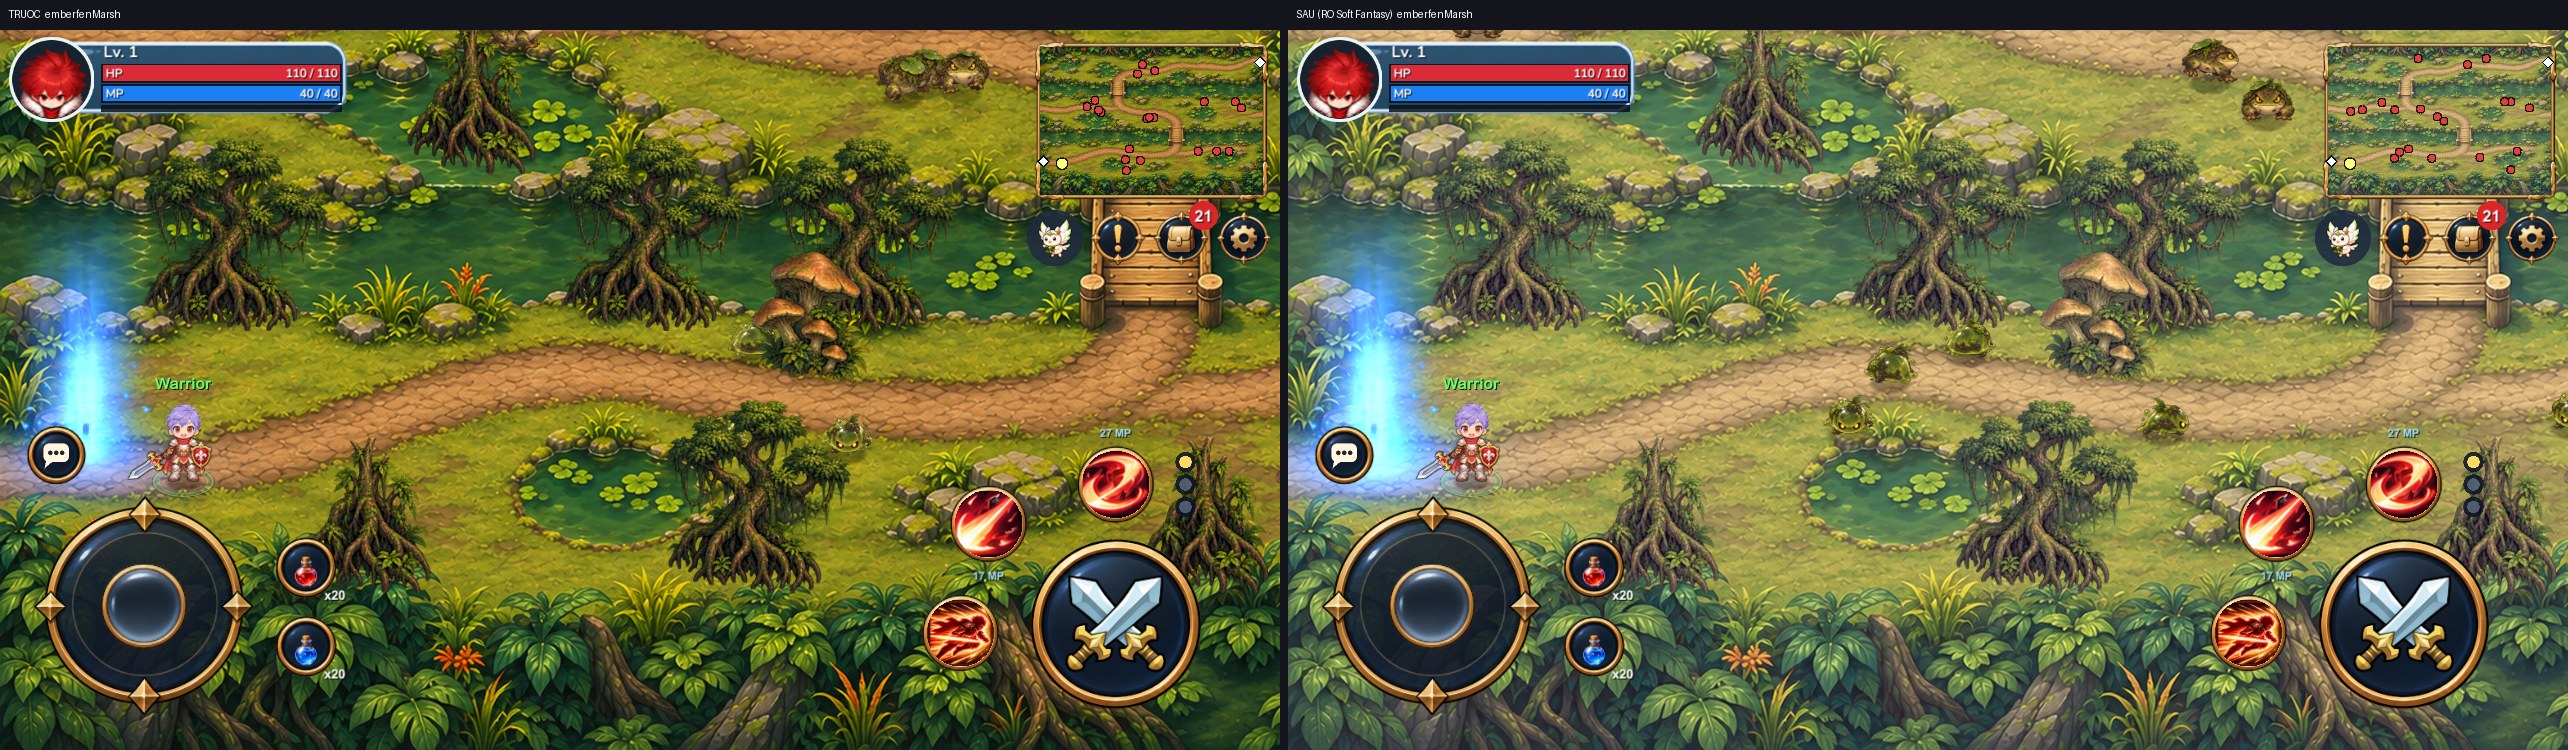 TRUOC emberfenMarsh
Lv. 1
HP 110 / 110
MP 40 / 40
21
Warrior
27 MP
17 MP
x20
x20
SAU (RO Soft Fantasy) emberfenMarsh
Lv. 1
HP 110 / 110
MP 40 / 40
21
Warrior
27 MP
17 MP
x20
x20